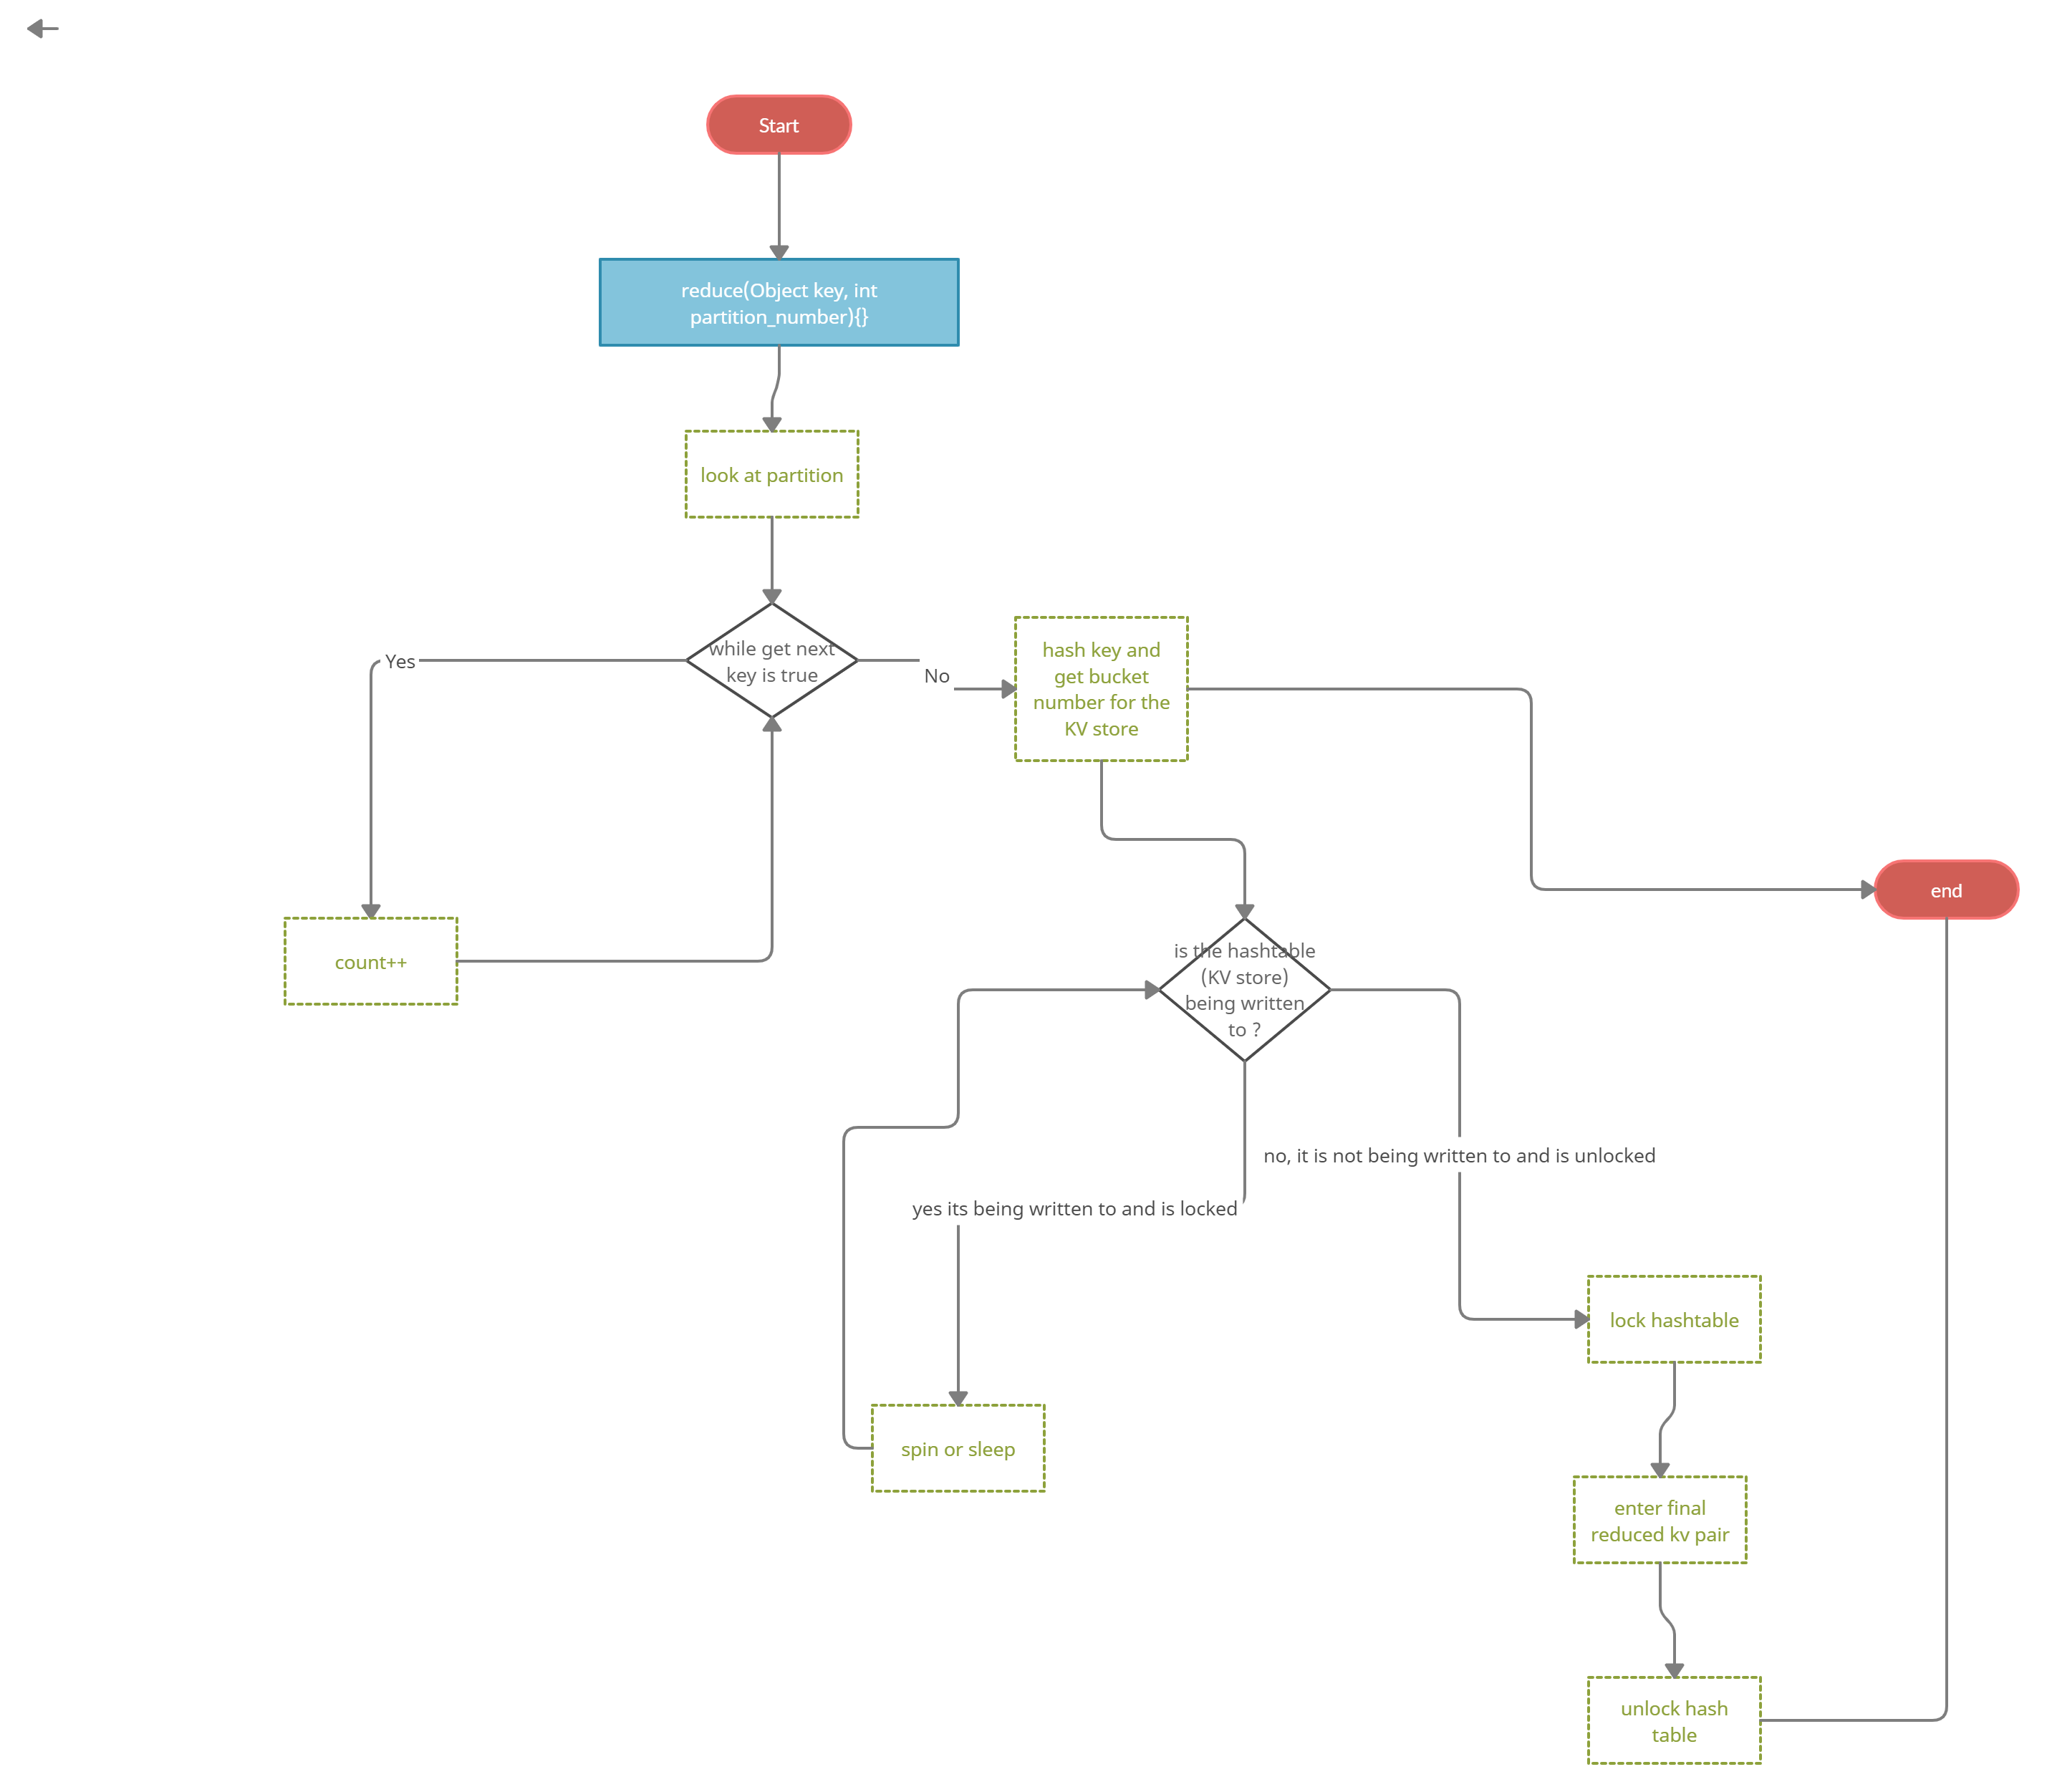 Start
reduce(Object key, int
partition_number){}
look at partition
while get next
key is true
Yes
No
hash key and
get bucket
number for the
KV store
end
count++
is the hashtable
(KV store)
being written
to ?
no, it is not being written to and is unlocked
yes its being written to and is locked
lock hashtable
spin or sleep
enter final
reduced kv pair
unlock hash
table